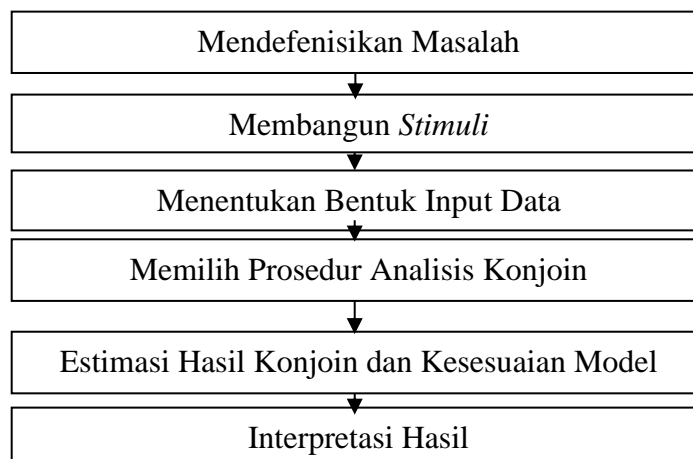 Mendefenisikan Masalah
Membangun Stimuli
Menentukan Bentuk Input Data
Memilih Prosedur Analisis Konjoin
Estimasi Hasil Konjoin dan Kesesuaian Model
Interpretasi Hasil